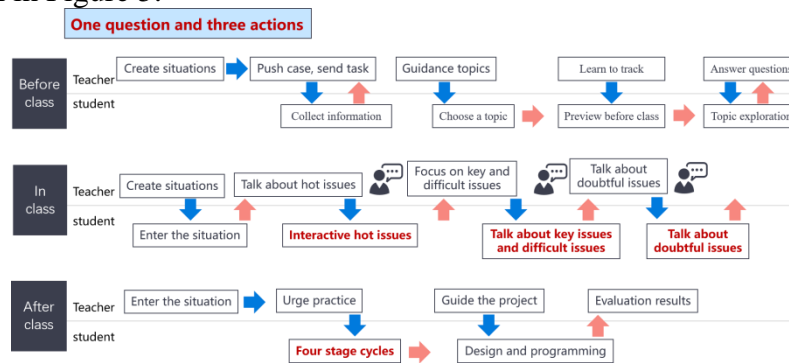 in Figure 3.
One question and three actions
Before
class
Teacher
student
Create situations
Push case, send task
Guidance topics
Learn to track
Answer questions
Collect information
Choose a topic
Preview before class
Topic exploration
In
class
Teacher
student
Create situations
Talk about hot issues
Focus on key and
difficult issues
Talk about
doubtful issues
Enter the situation
Interactive hot issues
Talk about key issues
and difficult issues
Talk about
doubtful issues
After
class
Teacher
student
Enter the situation
Urge practice
Guide the project
Evaluation results
Four stage cycles
Design and programming